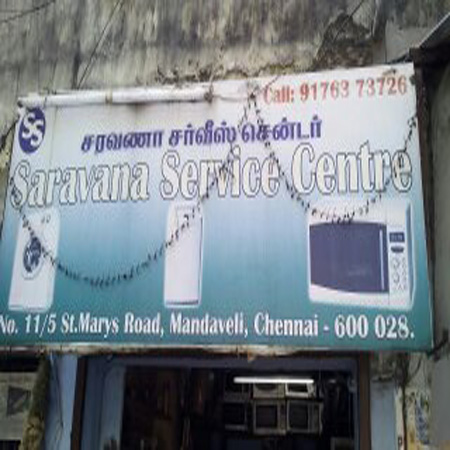 Call: 91763 73726
SS
சரவணா சர்வீஸ் சென்டர்
Saravana Service Centre
No. 11/5 St.Marys Road, Mandaveli, Chennai - 600 028.